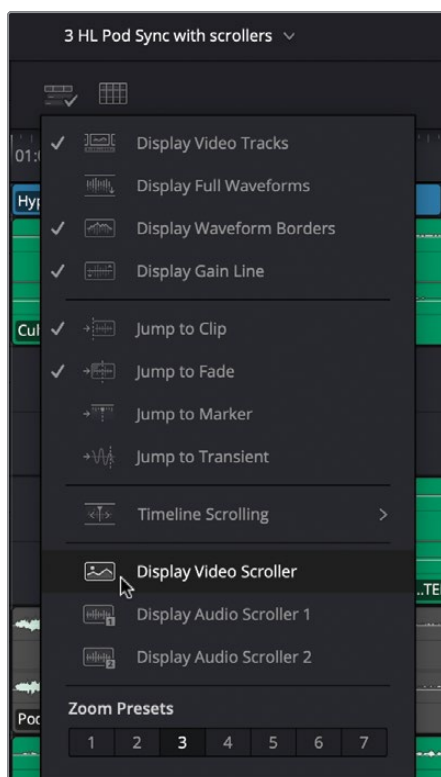 3 HL Pod Sync with scrollers
01:
Display Video Tracks
Display Full Waveforms
Hyp
Display Waveform Borders
Display Gain Line
Cul
Jump to Clip
Jump to Fade
Jump to Marker
Jump to Transient
Timeline Scrolling
Display Video Scroller
..TE
Display Audio Scroller 1
Display Audio Scroller 2
Zoom Presets
Poc
1 2 3 4 5 6 7